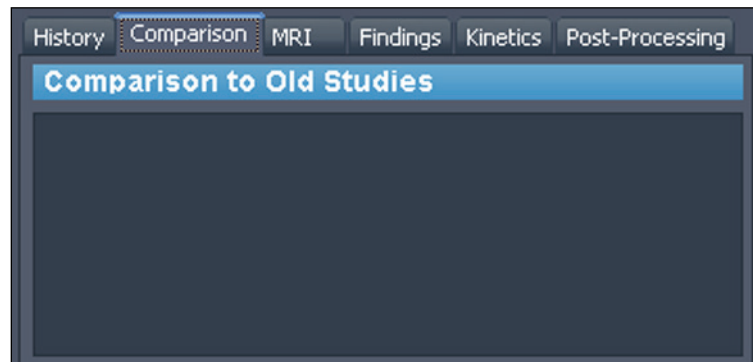 History Comparison MRI Findings Kinetics Post-Processing
Comparison to Old Studies